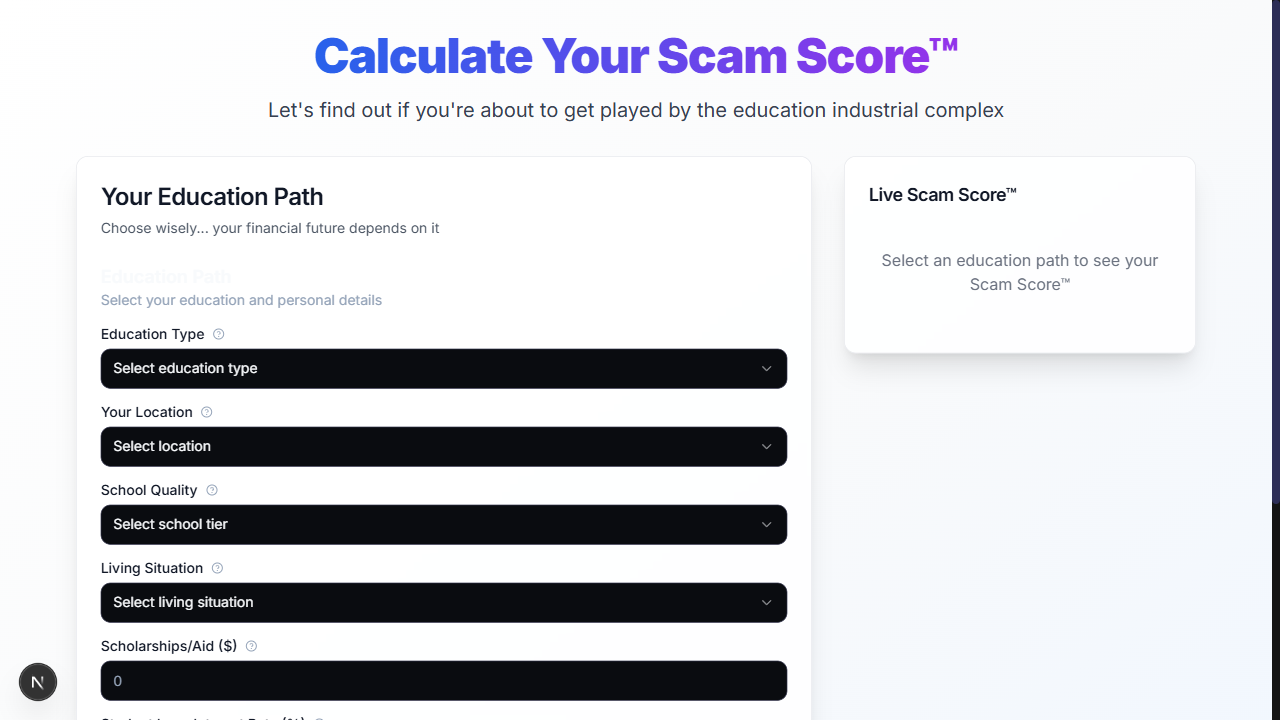 Calculate Your Scam Score™
Let's find out if you're about to get played by the education industrial complex
Your Education Path
Choose wisely... your financial future depends on it
Education Path
Select your education and personal details
Education Type
Select education type
Your Location
Select location
School Quality
Select school tier
Living Situation
Select living situation
Scholarships/Aid ($)
0
Live Scam Score™
Select an education path to see your
Scam Score™
N